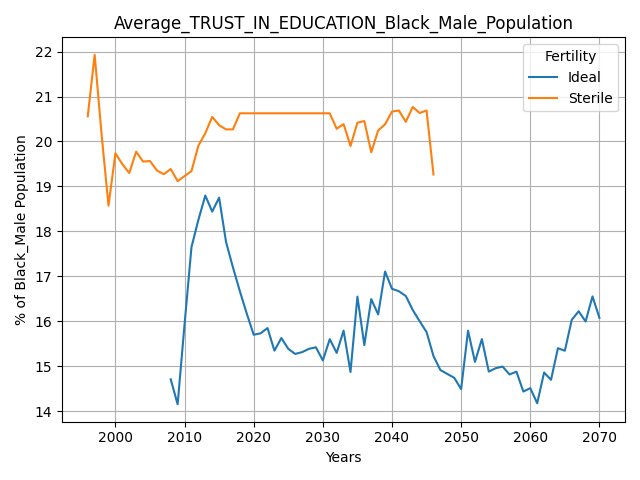 Average_TRUST_IN_EDUCATION_Black_Male_Population
Fertility
Ideal
Sterile
% of Black_Male Population
22
21
20
19
18
17
16
15
14
2000 2010 2020 2030 2040 2050 2060 2070
Years